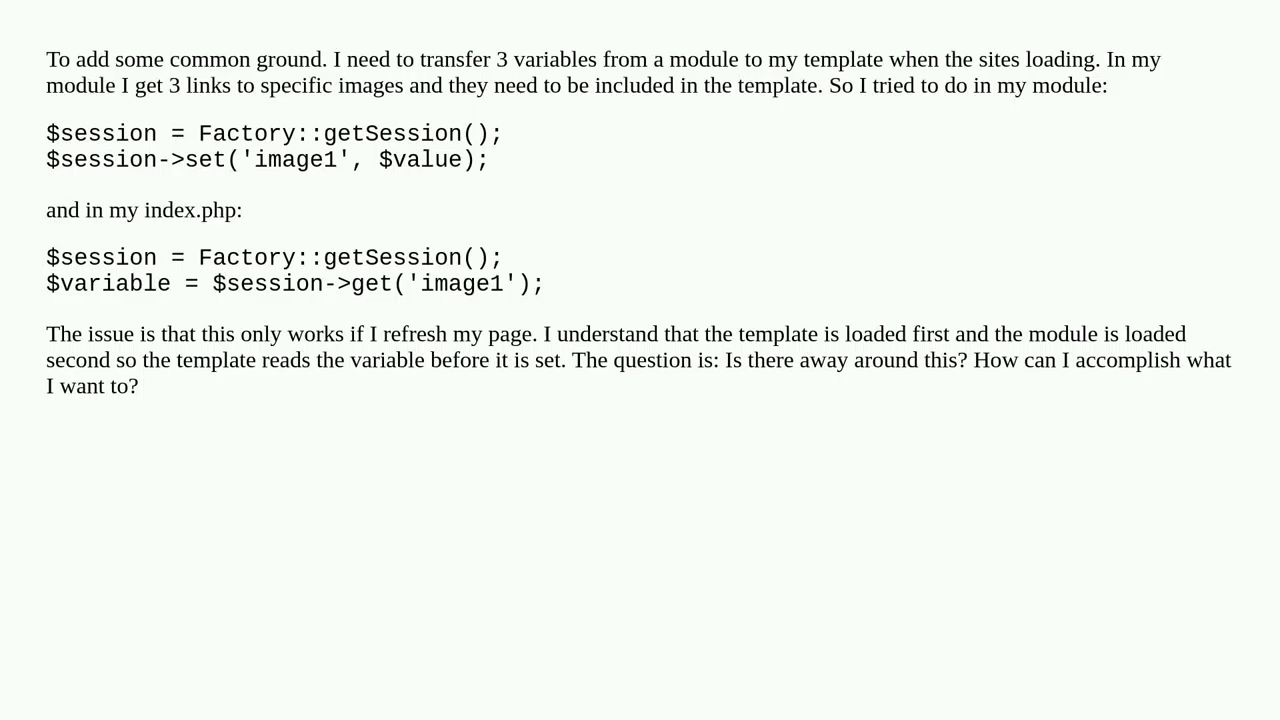 To add some common ground. I need to transfer 3 variables from a module to my template when the sites loading. In my
module I get 3 links to specific images and they need to be included in the template. So I tried to do in my module:
$session = Factory::getSession();
$session->set('image1', $value);
and in my index.php:
$session = Factory::getSession();
$variable = $session->get('image1');
The issue is that this only works if I refresh my page. I understand that the template is loaded first and the module is loaded
second so the template reads the variable before it is set. The question is: Is there away around this? How can I accomplish what
I want to?